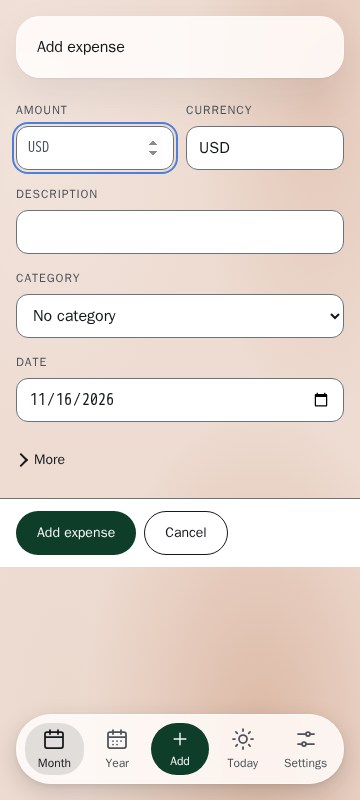 Add expense
AMOUNT
CURRENCY
USD
USD
DESCRIPTION
CATEGORY
No category
DATE
11/16/2026
More
Add expense
Cancel
Month
Year
Add
Today
Settings